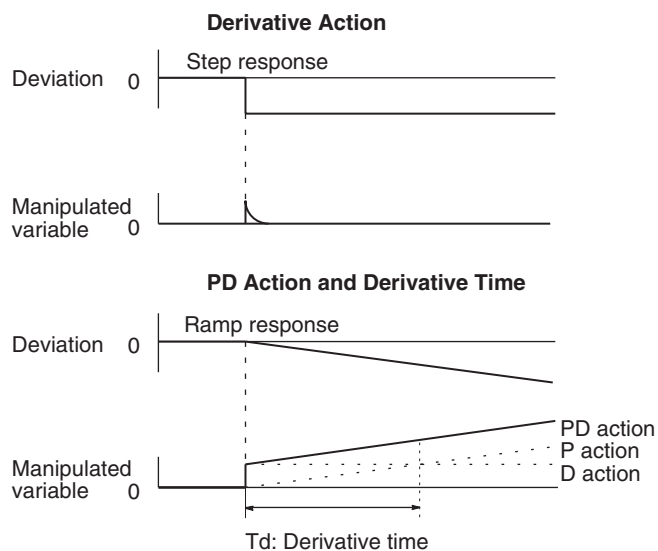 Derivative Action
Step response
Deviation 0
Manipulated
variable 0
PD Action and Derivative Time
Ramp response
Deviation 0
PD action
P action
D action
Manipulated
variable 0
Td: Derivative time